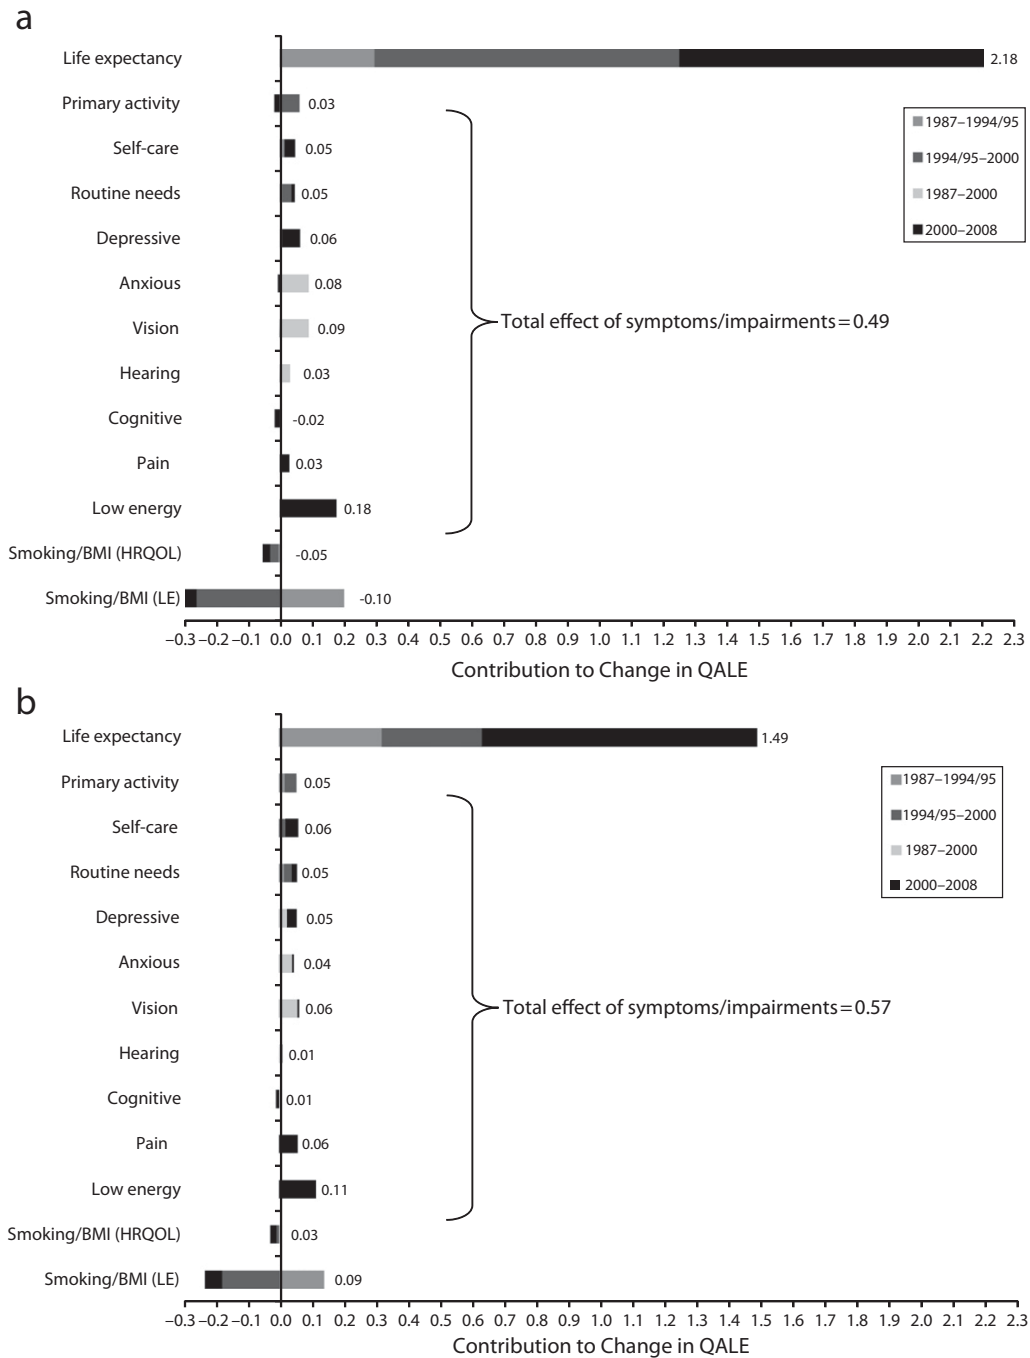 a
Life expectancy 2.18
Primary activity 0.03
Self-care 0.05
Routine needs 0.05
Depressive 0.06
Anxious 0.08
Vision 0.09
Hearing 0.03
Cognitive -0.02
Pain 0.03
Low energy 0.18
Smoking/BMI (HRQOL) -0.05
Smoking/BMI (LE) -0.10
1987–1994/95
1994/95–2000
1987–2000
2000–2008
Total effect of symptoms/impairments=0.49
−0.3 −0.2 −0.1 0.0 0.1 0.2 0.3 0.4 0.5 0.6 0.7 0.8 0.9 1.0 1.1 1.2 1.3 1.4 1.5 1.6 1.7 1.8 1.9 2.0 2.1 2.2 2.3
Contribution to Change in QALE
b
Life expectancy 1.49
Primary activity 0.05
Self-care 0.06
Routine needs 0.05
Depressive 0.05
Anxious 0.04
Vision 0.06
Hearing 0.01
Cognitive 0.01
Pain 0.06
Low energy 0.11
Smoking/BMI (HRQOL) 0.03
Smoking/BMI (LE) 0.09
1987–1994/95
1994/95–2000
1987–2000
2000–2008
Total effect of symptoms/impairments=0.57
−0.3 −0.2 −0.1 0.0 0.1 0.2 0.3 0.4 0.5 0.6 0.7 0.8 0.9 1.0 1.1 1.2 1.3 1.4 1.5 1.6 1.7 1.8 1.9 2.0 2.1 2.2 2.3
Contribution to Change in QALE